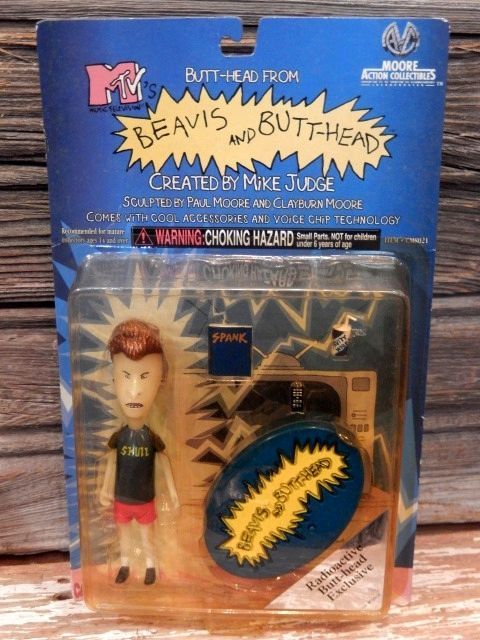 MTV's
MUSIC TELEVISION
BUTT-HEAD FROM
BEAVIS AND BUTT-HEAD
MOORE
ACTION COLLECTIBLES
INCORPORATED
TM
CREATED BY MIKE JUDGE
SCULPTED BY PAUL MOORE AND CLAYBURN MOORE
COMES WITH COOL ACCESSORIES AND VOICE CHIP TECHNOLOGY
Recommended for mature
collectors ages 14 and over
WARNING: CHOKING HAZARD Small Parts. NOT for children
under 6 years of age
SPANK
SKULL
BEAVIS AND BUTT-HEAD
Radioactive
Butt-head
Exclusive